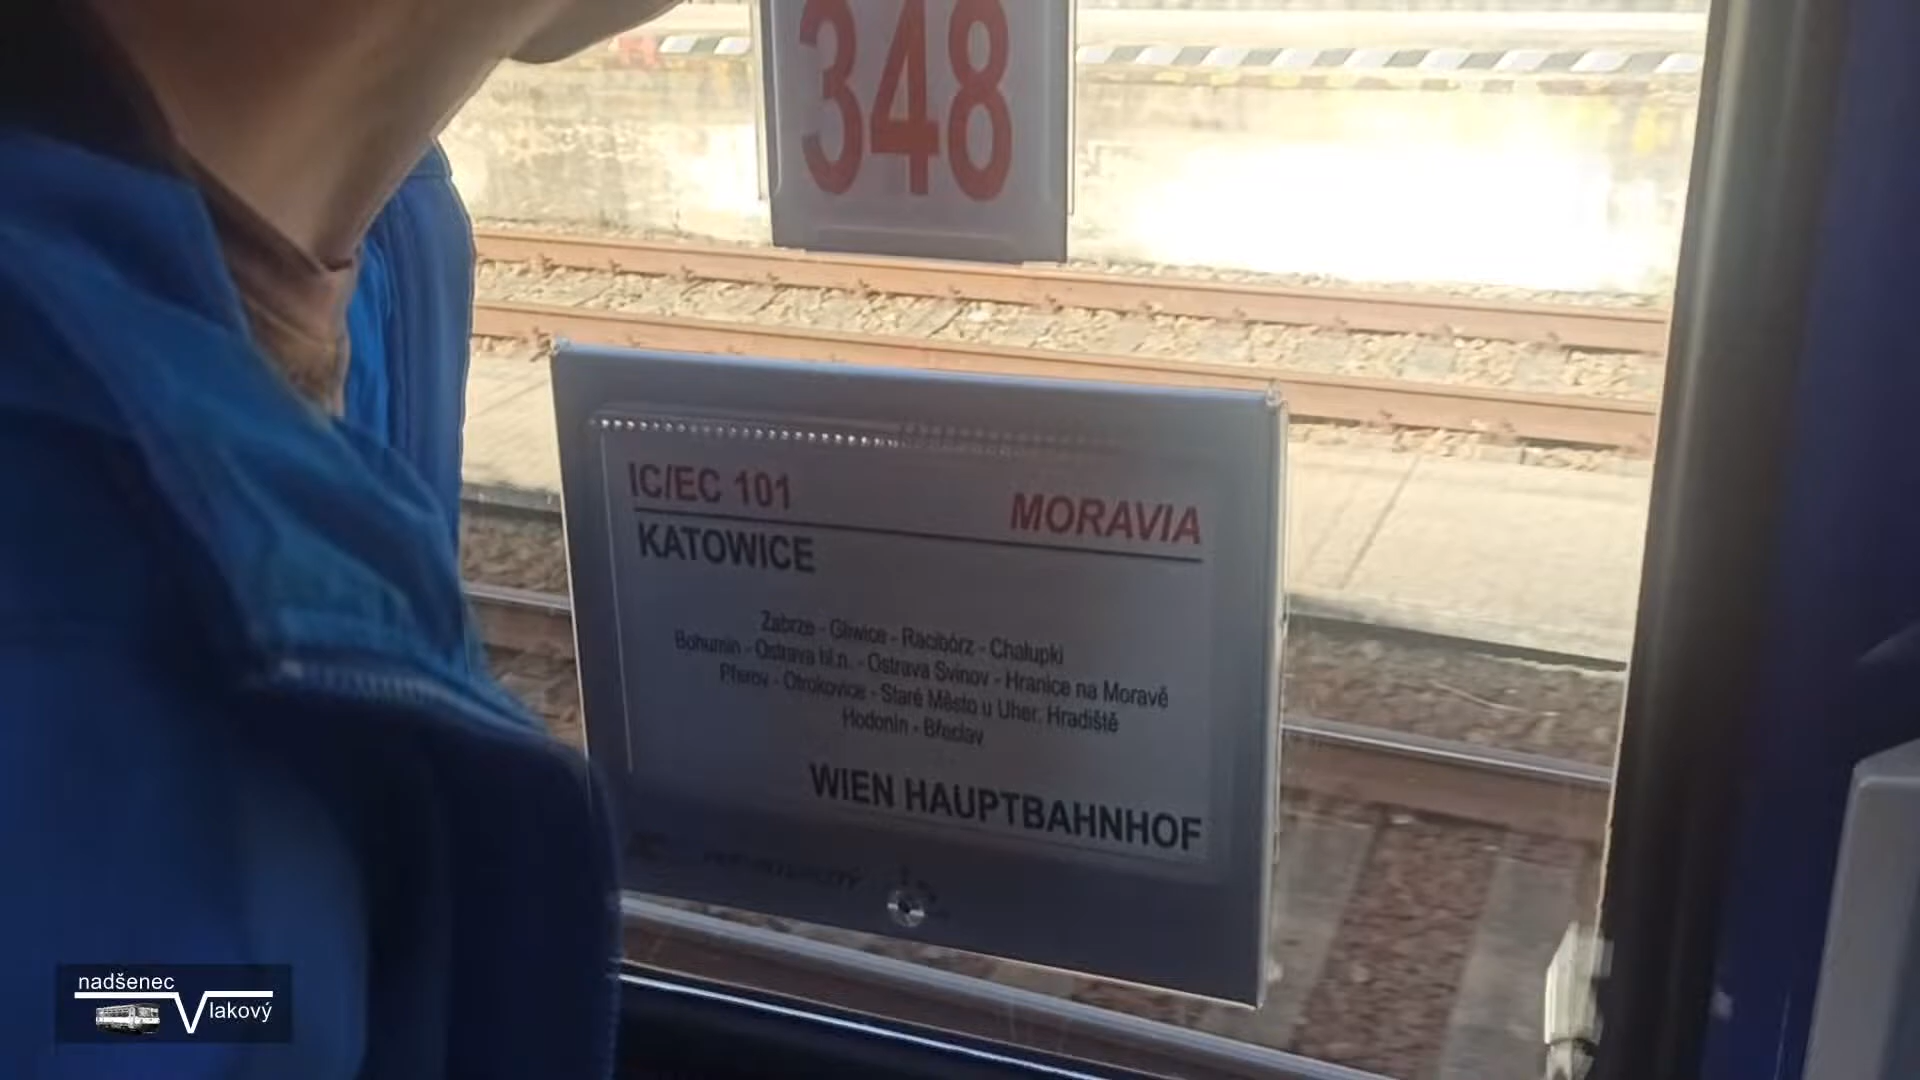 348
IC/EC 101 MORAVIA
KATOWICE
Zabrze - Gliwice - Racibórz - Chałupki
Bohumín - Ostrava hl.n. - Ostrava Svinov - Hranice na Moravě
Přerov - Otrokovice - Staré Město u Uher. Hradiště
Hodonín - Břeclav
WIEN HAUPTBAHNHOF
nadšenec
Vlakový